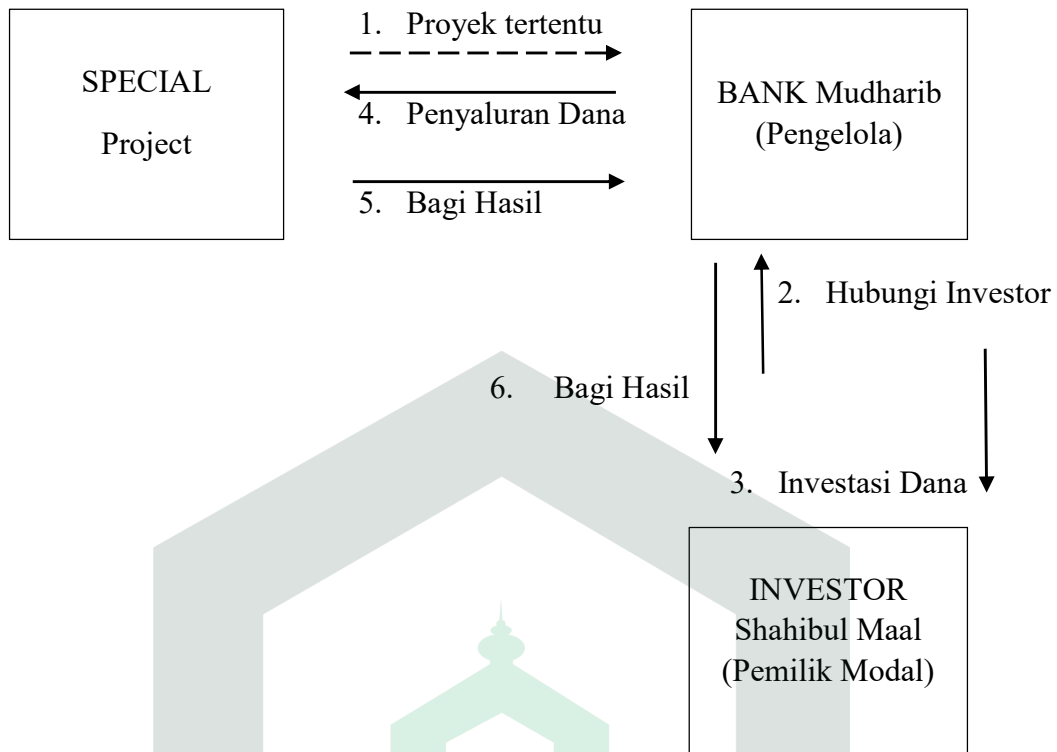 1. Proyek tertentu
SPECIAL
Project
BANK Mudharib
(Pengelola)
4. Penyaluran Dana
5. Bagi Hasil
2. Hubungi Investor
6. Bagi Hasil
3. Investasi Dana
INVESTOR
Shahibul Maal
(Pemilik Modal)